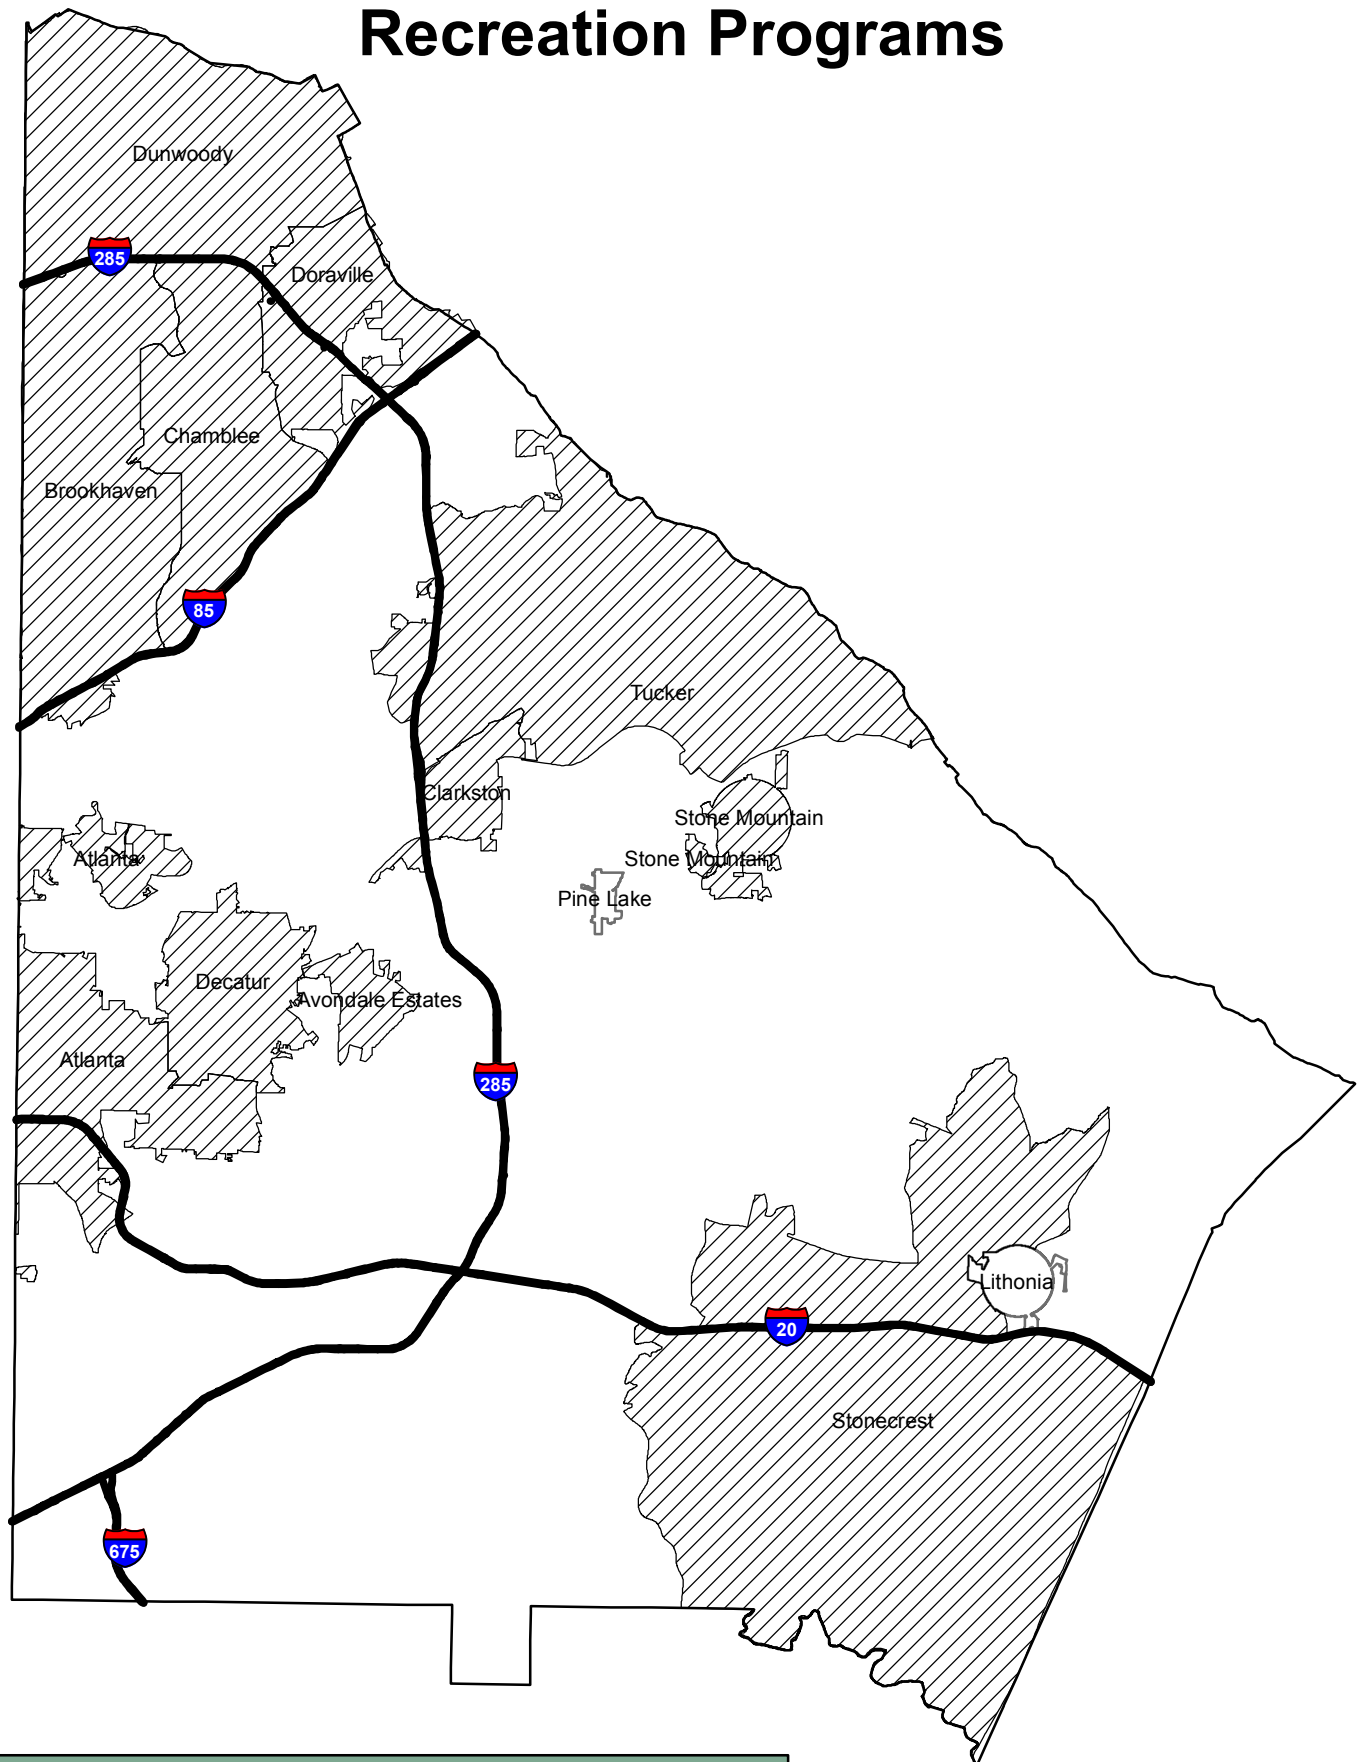 Recreation Programs
Dunwoody
285
Doraville
Chamblee
Brookhaven
85
Tucker
Clarkston
Stone Mountain
Atlanta
Stone Mountain
Pine Lake
Decatur
Avondale Estates
Atlanta
285
Lithonia
20
Stonecrest
675